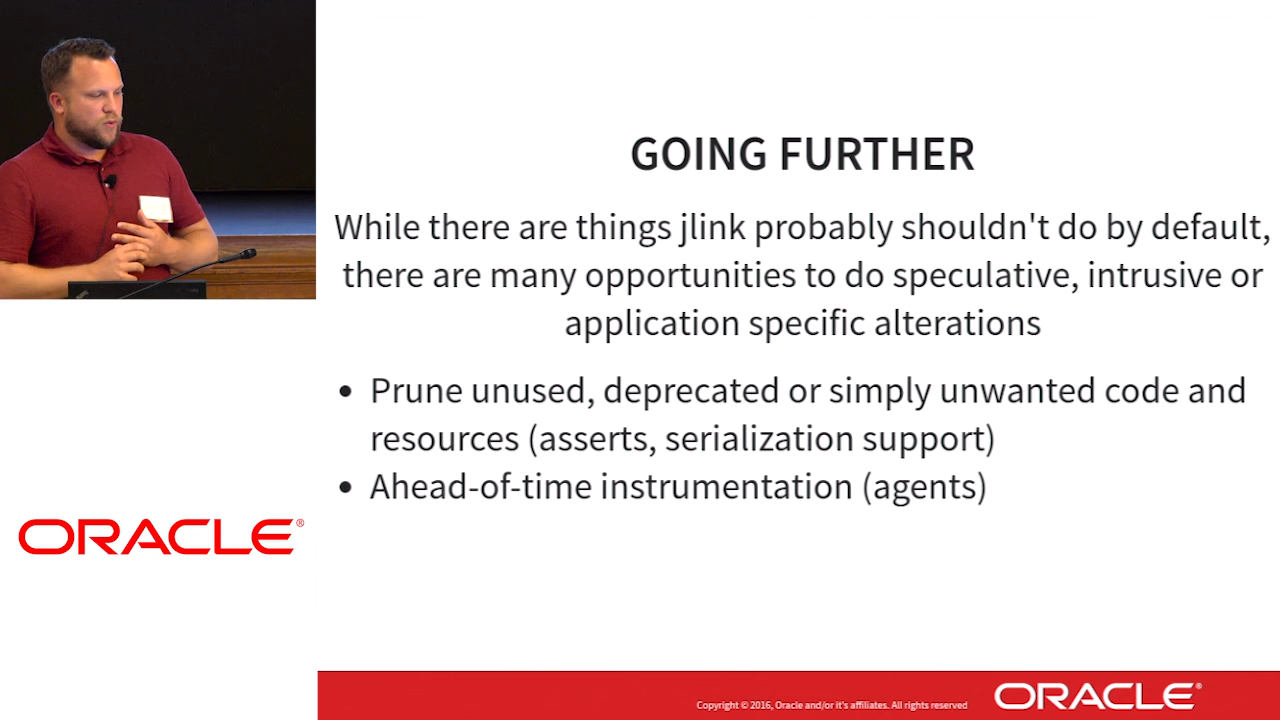 GOING FURTHER
While there are things jlink probably shouldn't do by default,
there are many opportunities to do speculative, intrusive or
application specific alterations
• Prune unused, deprecated or simply unwanted code and
resources (asserts, serialization support)
• Ahead-of-time instrumentation (agents)
ORACLE®
Copyright © 2016, Oracle and/or it's affiliates. All rights reserved
ORACLE®